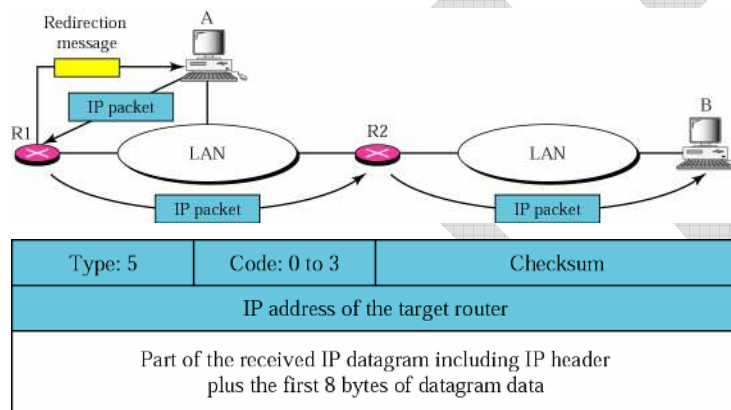 A
Redirection
message
IP packet
R1
LAN
R2
LAN
B
IP packet
IP packet
Type: 5
Code: 0 to 3
Checksum
IP address of the target router
Part of the received IP datagram including IP header
plus the first 8 bytes of datagram data